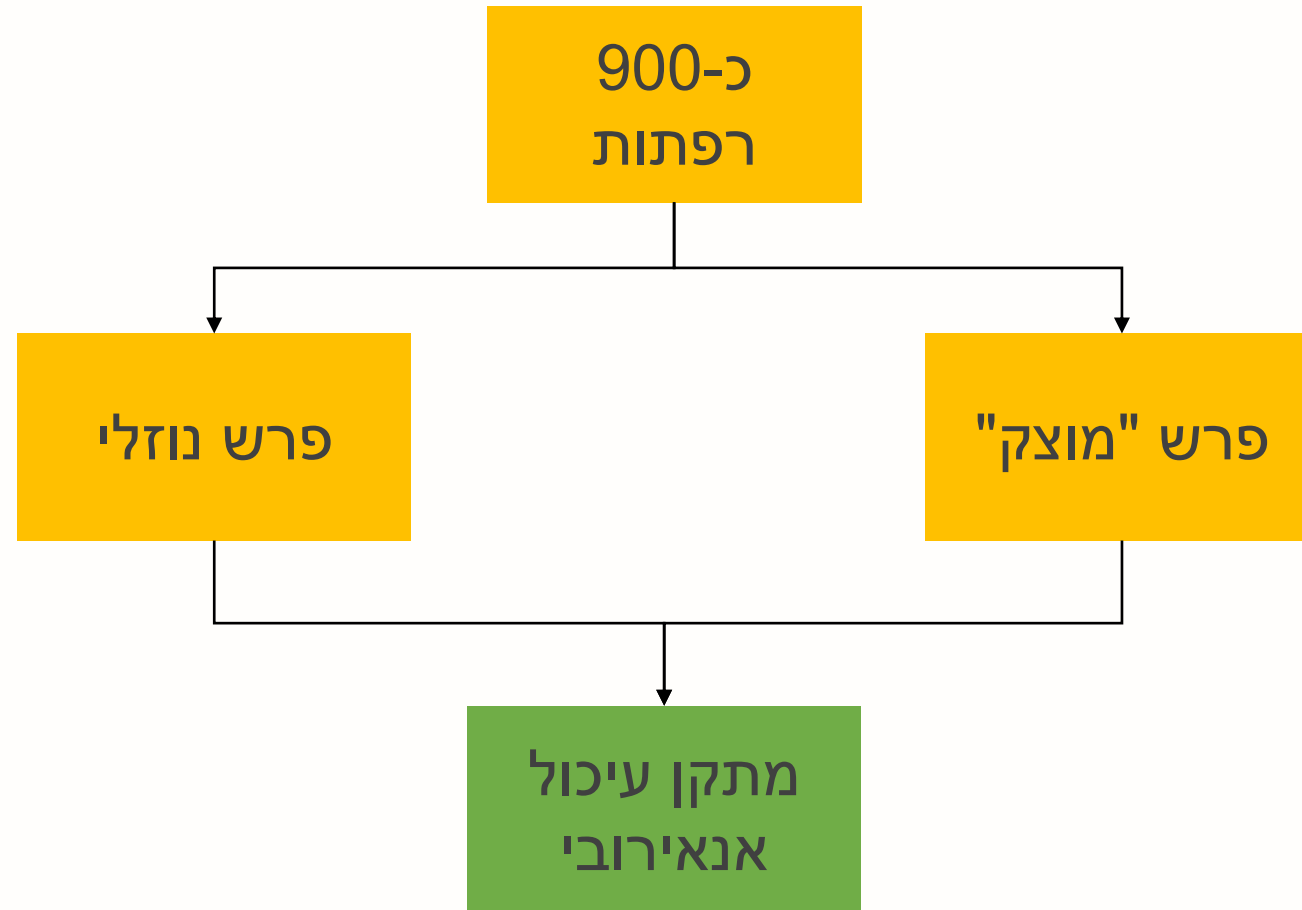 כ-900
רפתות
פרש "מוצק"
פרש נוזלי
מתקן עיכול
אנאירובי